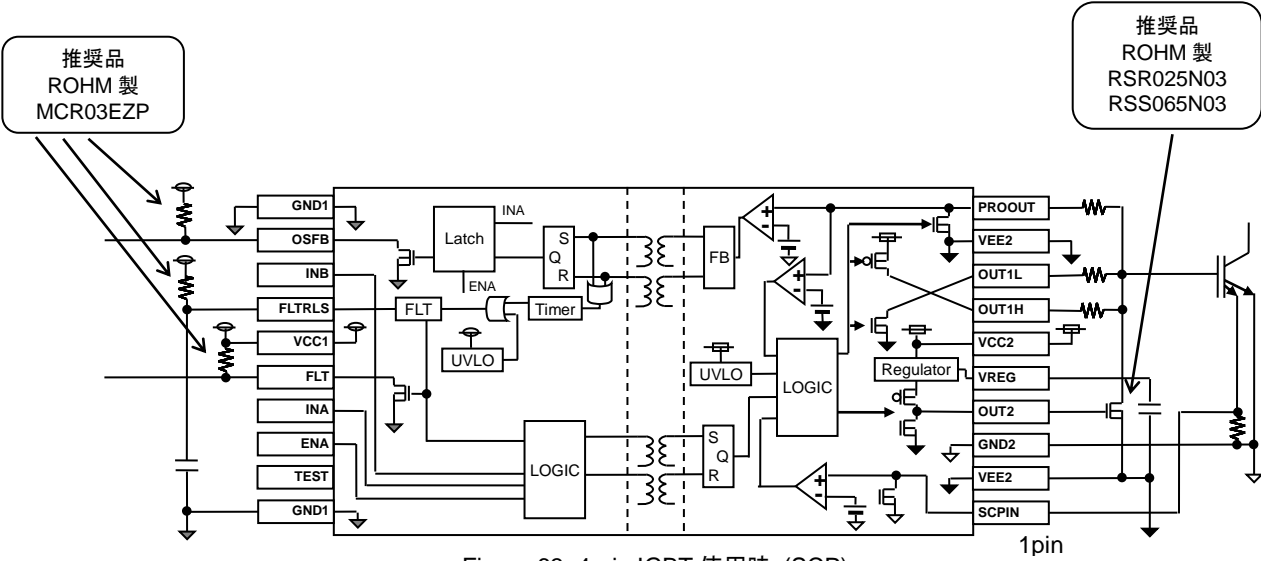 推奨品
ROHM 製
MCR03EZP
推奨品
ROHM 製
RSR025N03
RSS065N03
GND1
OSFB
INB
FLTRLS
VCC1
FLT
INA
ENA
TEST
GND1
Latch
INA
ENA
S
Q
R
FLT
Timer
UVLO
LOGIC
FB
UVLO
S
Q
R
LOGIC
Regulator
+
-
+
-
+
-
PROOUT
VEE2
OUT1L
OUT1H
VCC2
VREG
OUT2
GND2
VEE2
SCPIN
1pin